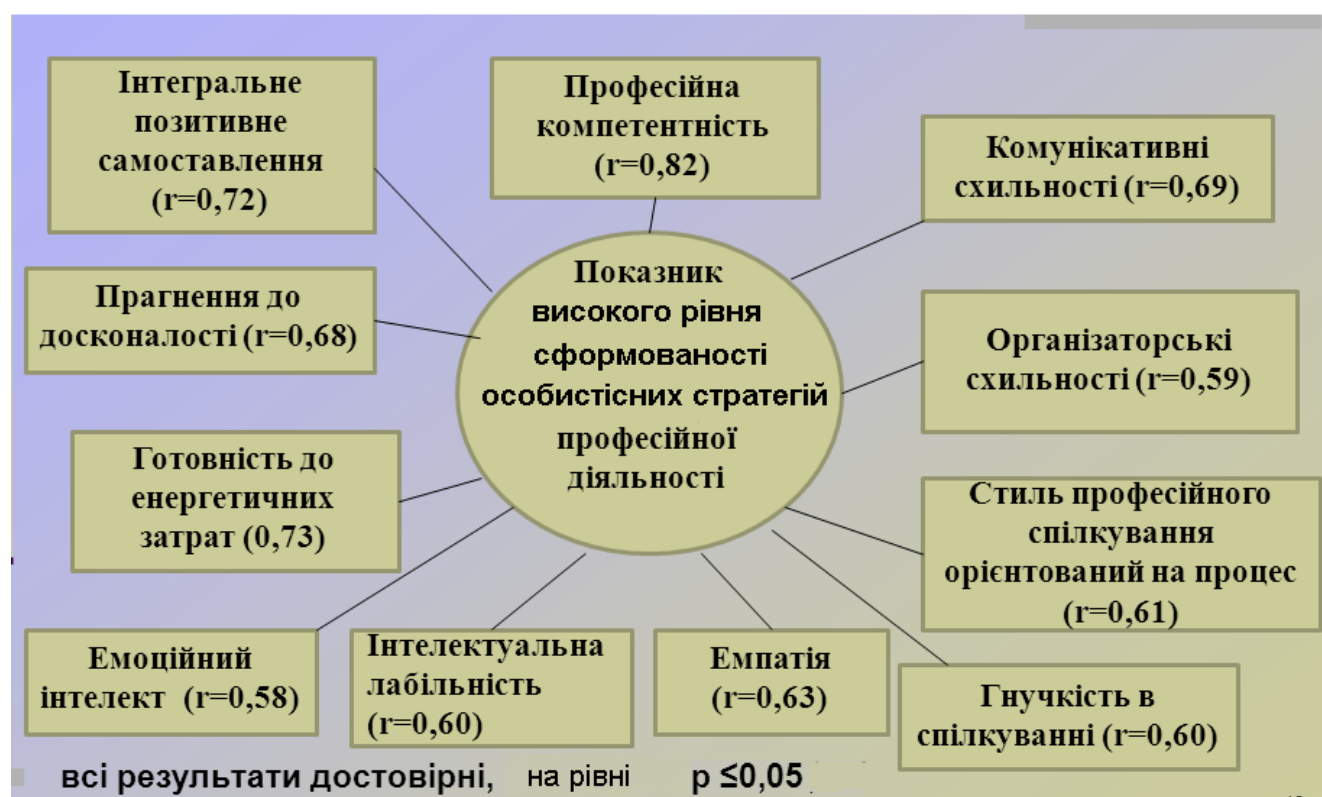 Інтегральне
позитивне
самоставлення
(r=0,72)
Професійна
компетентність
(r=0,82)
Комунікативні
схильності (r=0,69)
Прагнення до
досконалості (r=0,68)
Показник
високого рівня
сформованості
особистісних стратегій
професійної
діяльності
Організаторські
схильності (r=0,59)
Готовність до
енергетичних
затрат (0,73)
Стиль професійного
спілкування
орієнтований на процес
(r=0,61)
Емоційний
інтелект (r=0,58)
Інтелектуальна
лабільність
(r=0,60)
Емпатія
(r=0,63)
Гнучкість в
спілкуванні (r=0,60)
всі результати достовірні, на рівні p ≤0,05